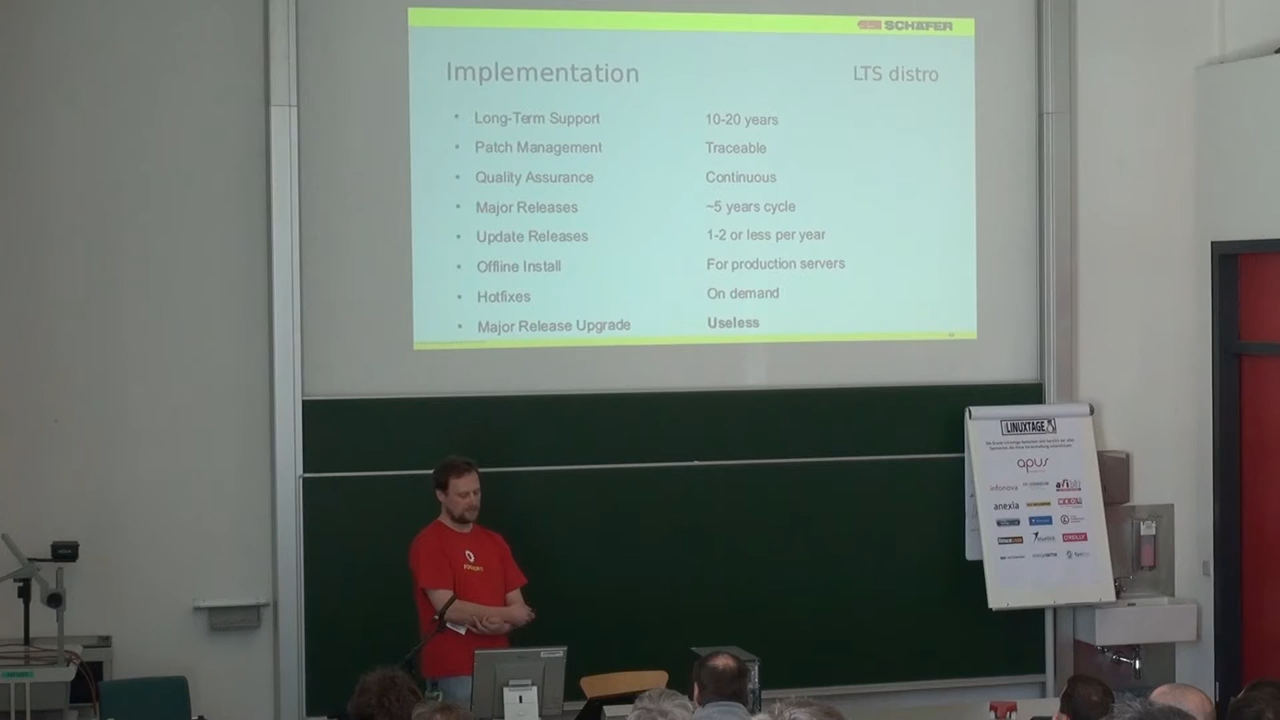 SCHÄFER
Implementation
LTS distro
• Long-Term Support 10-20 years
• Patch Management Traceable
• Quality Assurance Continuous
• Major Releases ~5 years cycle
• Update Releases 1-2 or less per year
• Offline Install For production servers
• Hotfixes On demand
• Major Release Upgrade Useless
LINUXTAGE
apus
infonova
anexia
O'REILLY